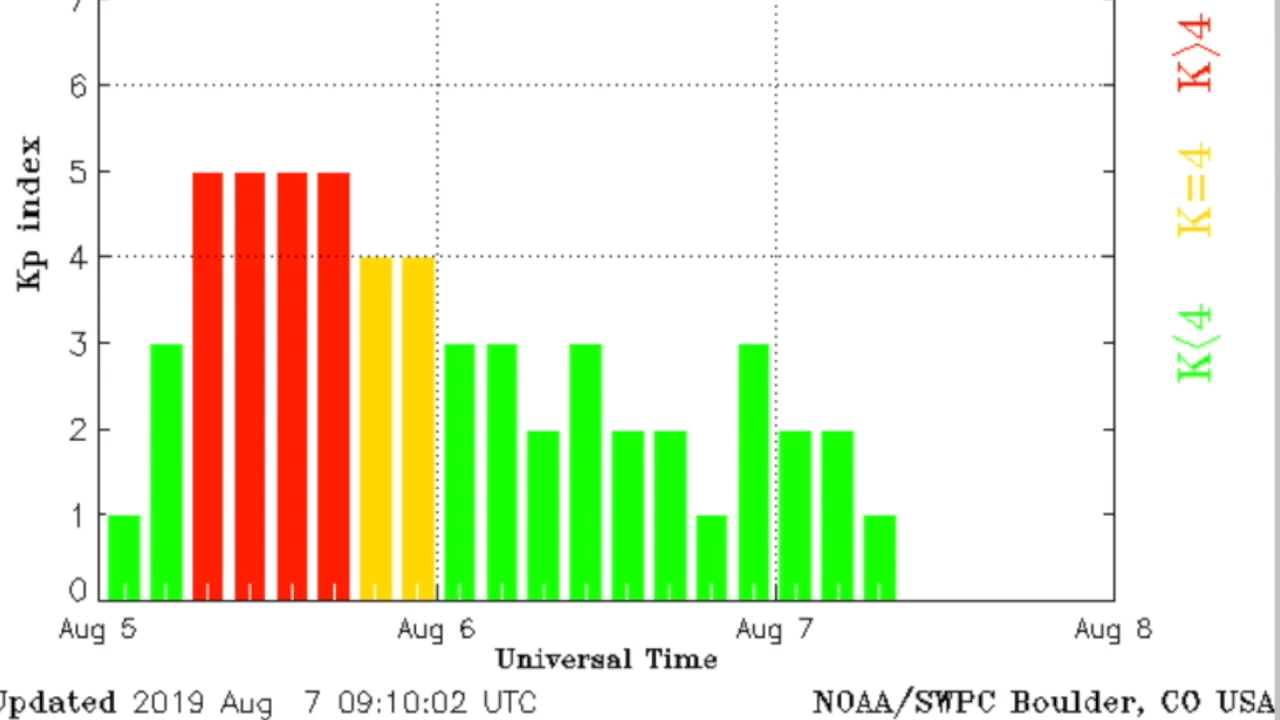 7
6
5
4
3
2
1
0
Kp index
Aug 5 Aug 6 Aug 7 Aug 8
Universal Time
Updated 2019 Aug 7 09:10:02 UTC NOAA/SWPC Boulder, CO USA
K>4
K=4
K<4